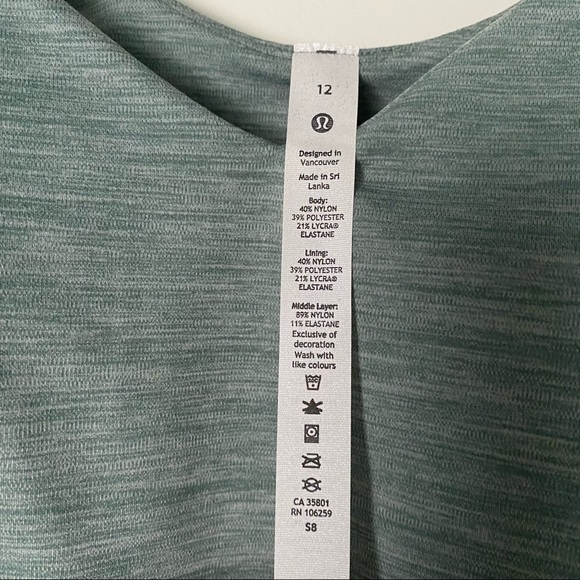 12
Designed in
Vancouver
Made in Sri
Lanka
Body:
40% NYLON
39% POLYESTER
21% LYCRA®
ELASTANE
Lining:
40% NYLON
39% POLYESTER
21% LYCRA®
ELASTANE
Middle Layer:
89% NYLON
11% ELASTANE
Exclusive of
decoration
Wash with
like colours
CA 35801
RN 106259
S8